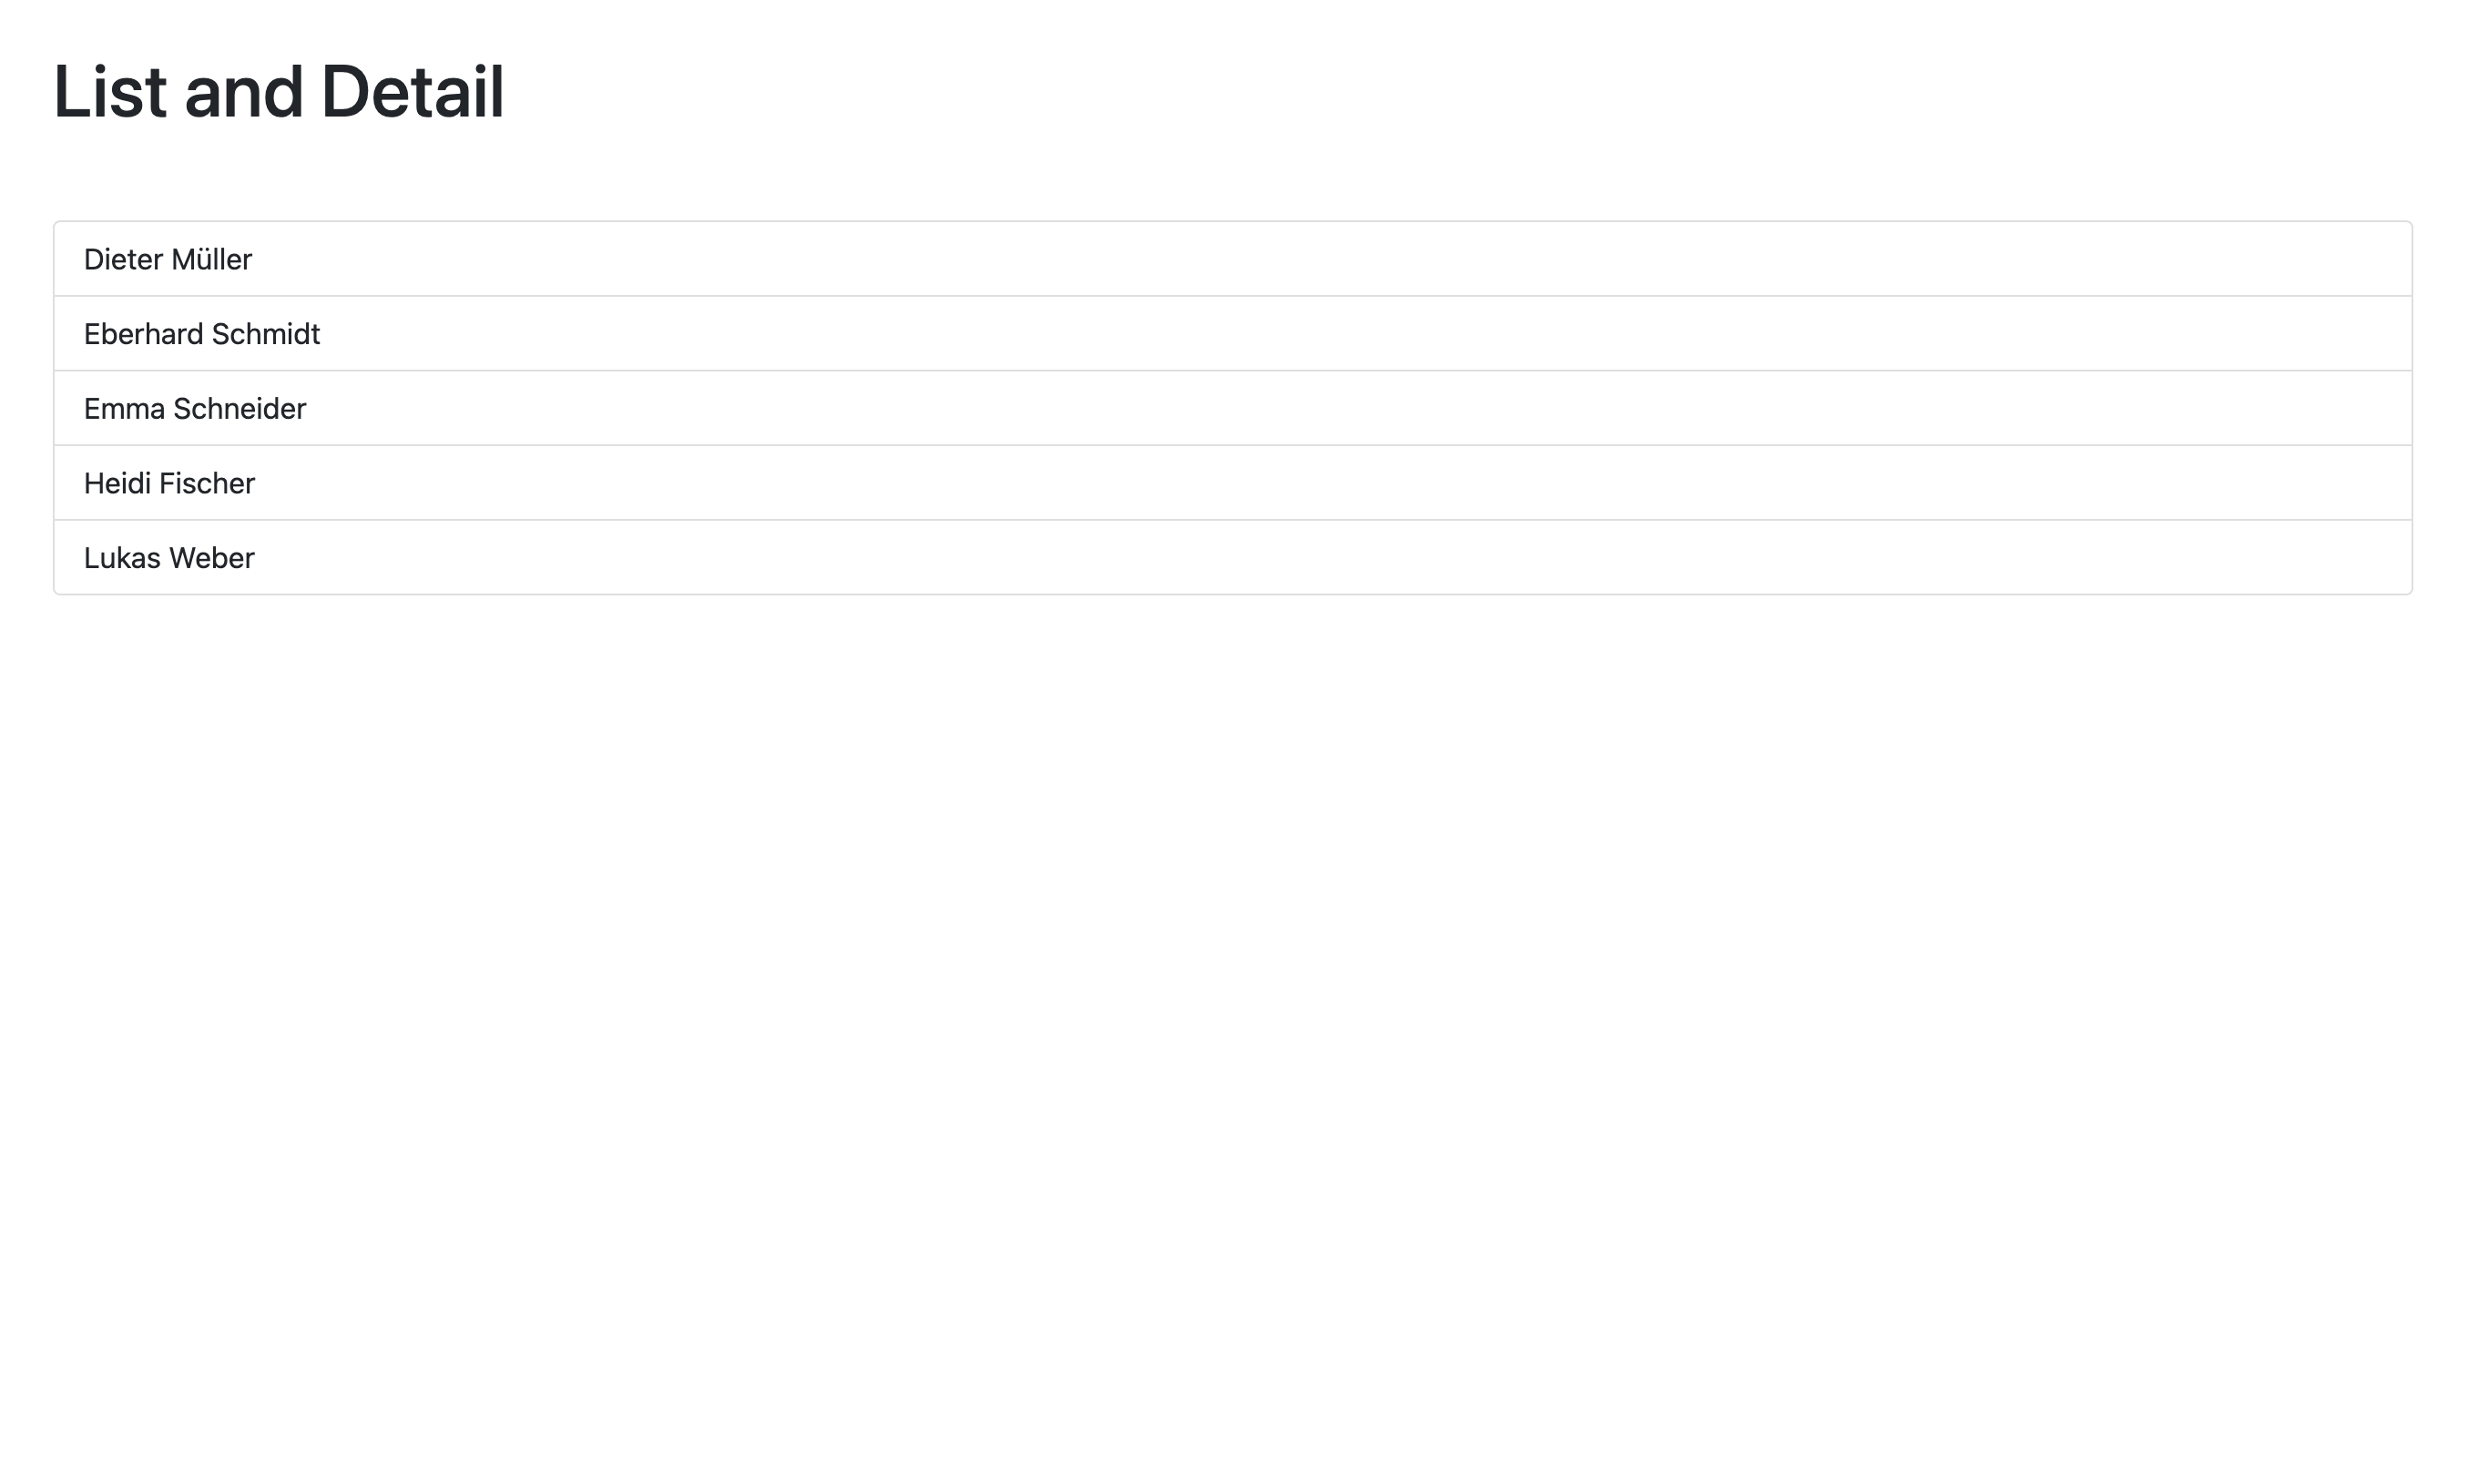 List and Detail
Dieter Müller
Eberhard Schmidt
Emma Schneider
Heidi Fischer
Lukas Weber